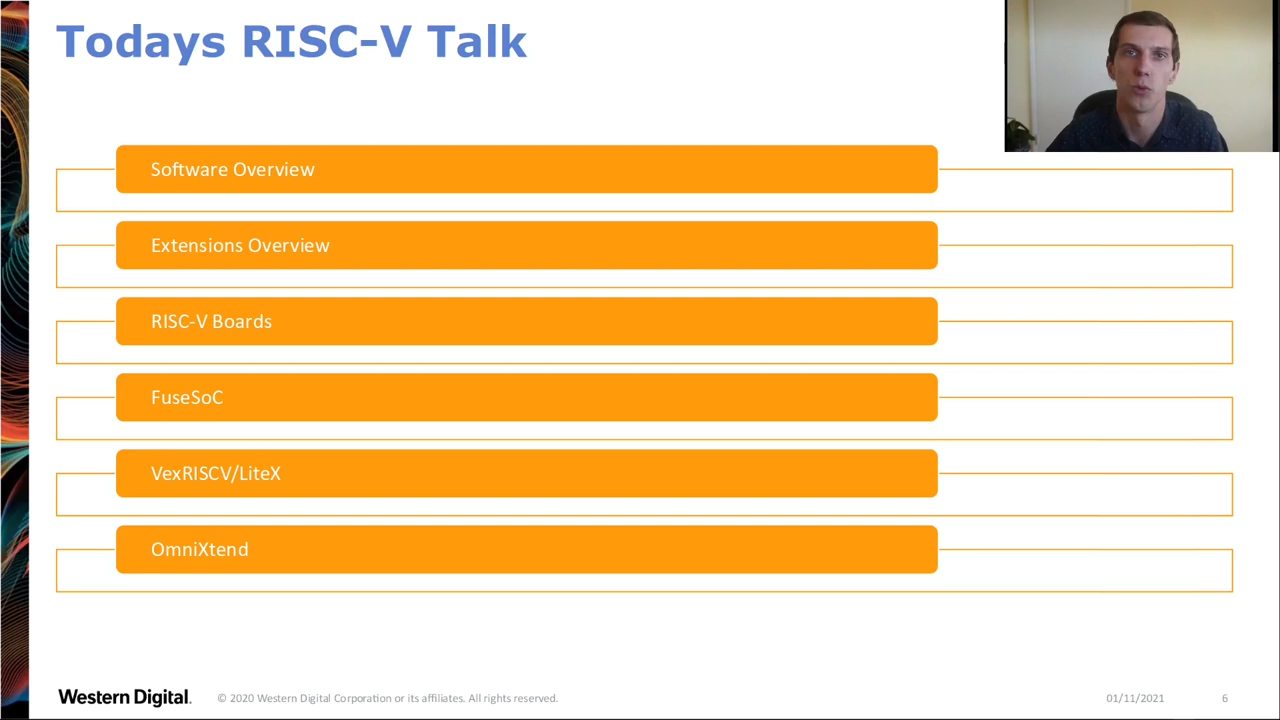 Todays RISC-V Talk
Software Overview
Extensions Overview
RISC-V Boards
FuseSoC
VexRISCV/LiteX
OmniXtend
Western Digital.
© 2020 Western Digital Corporation or its affiliates. All rights reserved.
01/11/2021
6